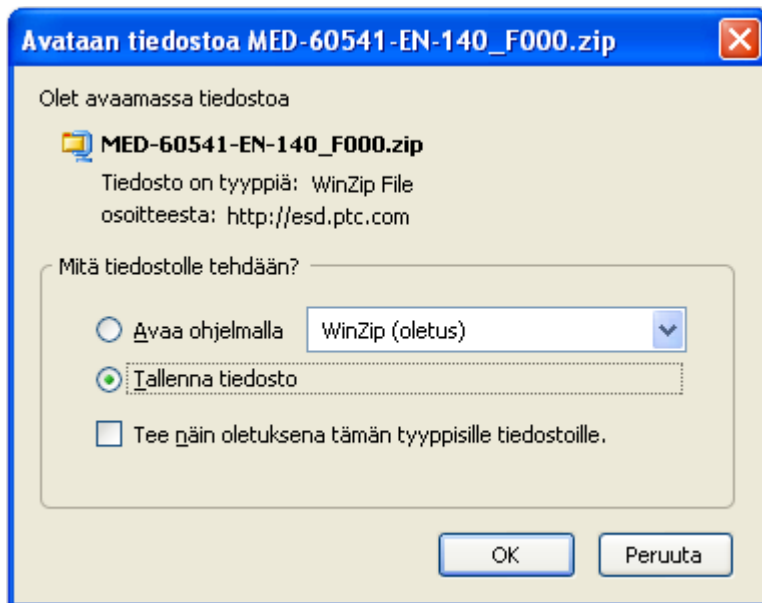 Avataan tiedostoa MED-60541-EN-140_F000.zip
Olet avaamassa tiedostoa
MED-60541-EN-140_F000.zip
Tiedosto on tyyppiä: WinZip File
osoitteesta: http://esd.ptc.com
Mitä tiedostolle tehdään?
Avaa ohjelmalla WinZip (oletus)
Tallenna tiedosto
Tee näin oletuksena tämän tyyppisille tiedostoille.
OK Peruuta